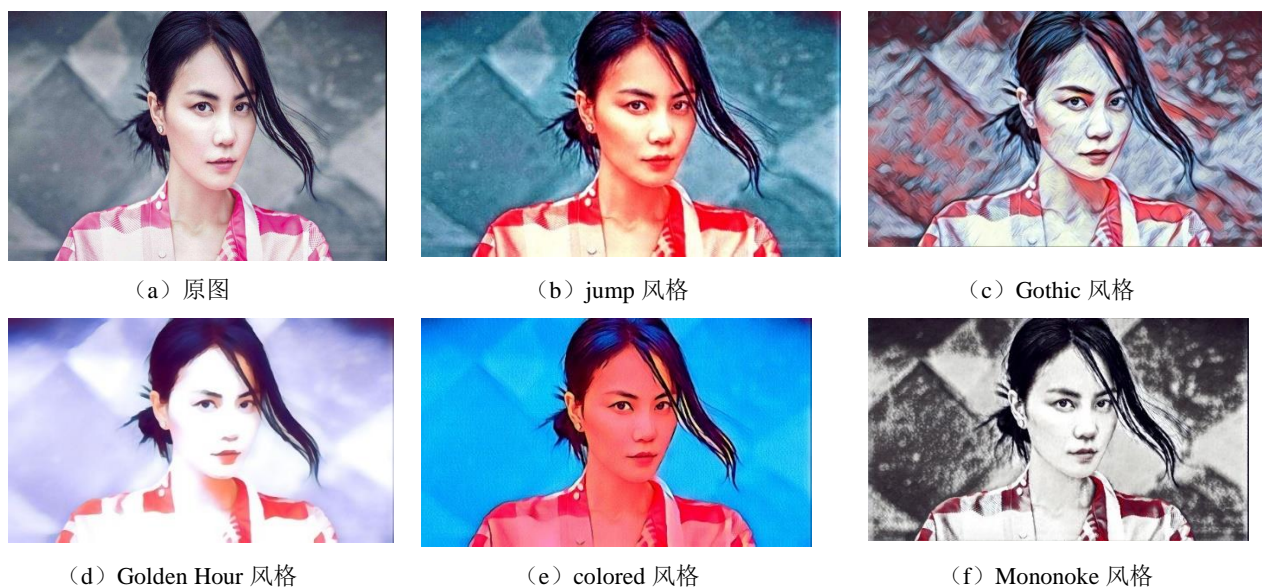 （a）原图
（b）jump 风格
（c）Gothic 风格
（d）Golden Hour 风格
（e）colored 风格
（f）Mononoke 风格